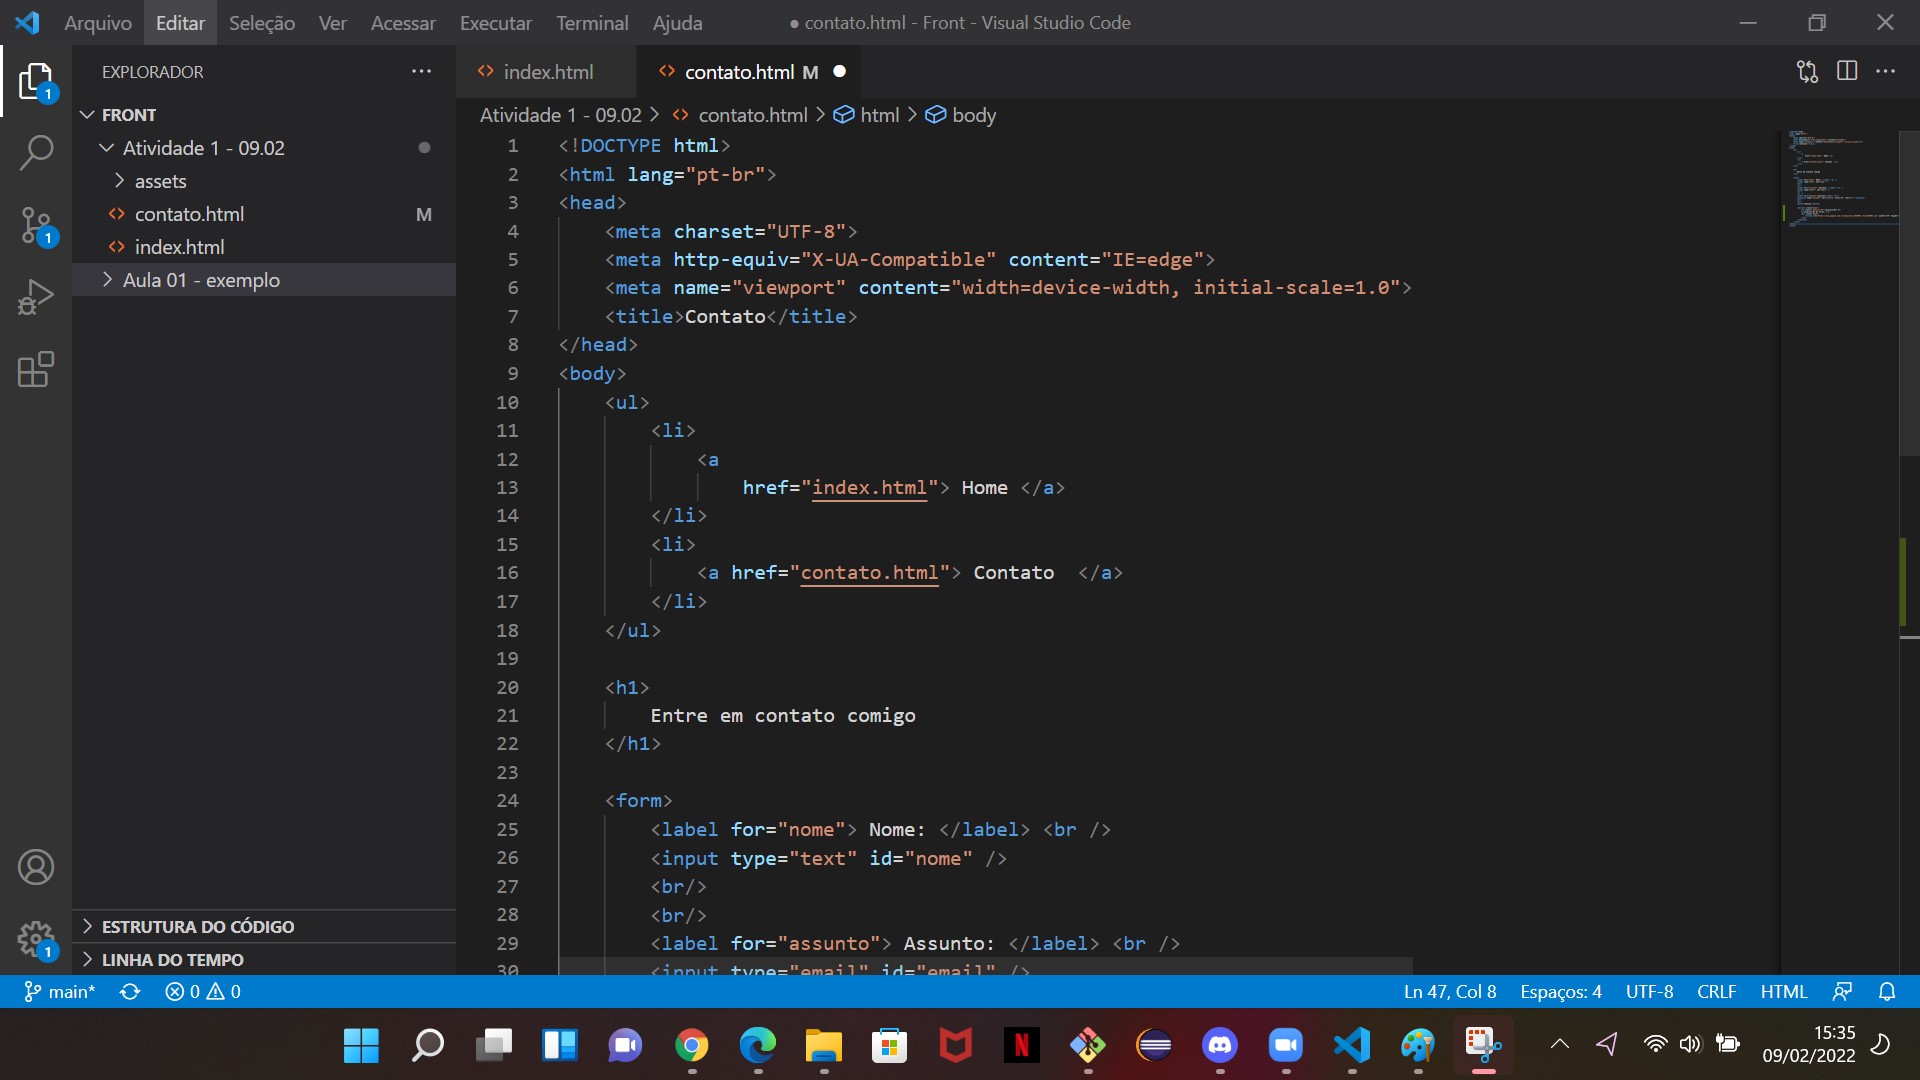 Arquivo Editar Seleção Ver Acessar Executar Terminal Ajuda ● contato.html - Front - Visual Studio Code
EXPLORADOR ···
index.html
contato.html M
FRONT
Atividade 1 - 09.02
assets
contato.html M
index.html
Aula 01 - exemplo
ESTRUTURA DO CÓDIGO
LINHA DO TEMPO
1
1
1
Atividade 1 - 09.02 > contato.html > html > body
1 <!DOCTYPE html>
2 <html lang="pt-br">
3 <head>
4 <meta charset="UTF-8">
5 <meta http-equiv="X-UA-Compatible" content="IE=edge">
6 <meta name="viewport" content="width=device-width, initial-scale=1.0">
7 <title>Contato</title>
8 </head>
9 <body>
10 <ul>
11 <li>
12 <a
13 href="index.html"> Home </a>
14 </li>
15 <li>
16 <a href="contato.html"> Contato </a>
17 </li>
18 </ul>
19
20 <h1>
21 Entre em contato comigo
22 </h1>
23
24 <form>
25 <label for="nome"> Nome: </label> <br />
26 <input type="text" id="nome" />
27 <br/>
28 <br/>
29 <label for="assunto"> Assunto: </label> <br />
30 <input type="email" id="email" />
main* 0 0 Ln 47, Col 8 Espaços: 4 UTF-8 CRLF HTML
N
15:35
09/02/2022